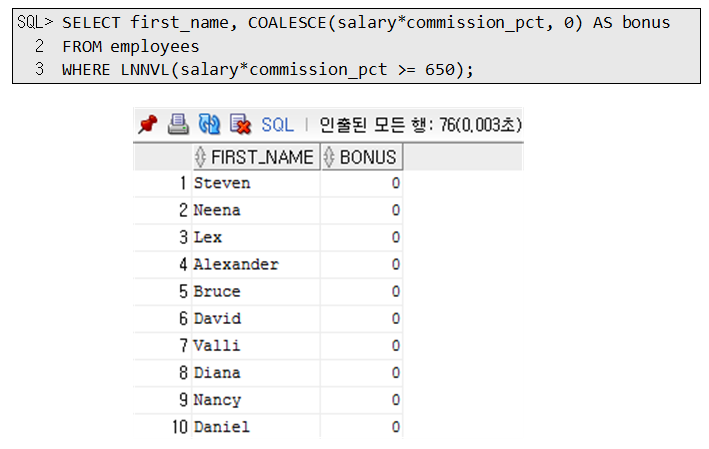 SQL> SELECT first_name, COALESCE(salary*commission_pct, 0) AS bonus
2 FROM employees
3 WHERE LNNVL(salary*commission_pct >= 650);
SQL | 인출된 모든 행: 76(0,003초)
FIRST_NAME BONUS
1 Steven 0
2 Neena 0
3 Lex 0
4 Alexander 0
5 Bruce 0
6 David 0
7 Valli 0
8 Diana 0
9 Nancy 0
10 Daniel 0